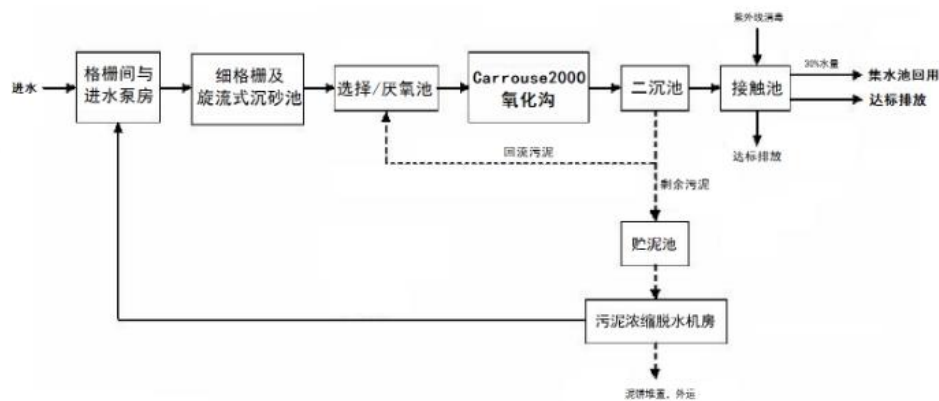 紫外线消毒
进水
格栅间与
进水泵房
细格栅及
旋流式沉砂池
选择/厌氧池
Carrouse2000
氧化沟
二沉池
接触池
30%水量
集水池回用
达标排放
达标排放
回流污泥
剩余污泥
贮泥池
污泥浓缩脱水机房
泥饼堆置，外运